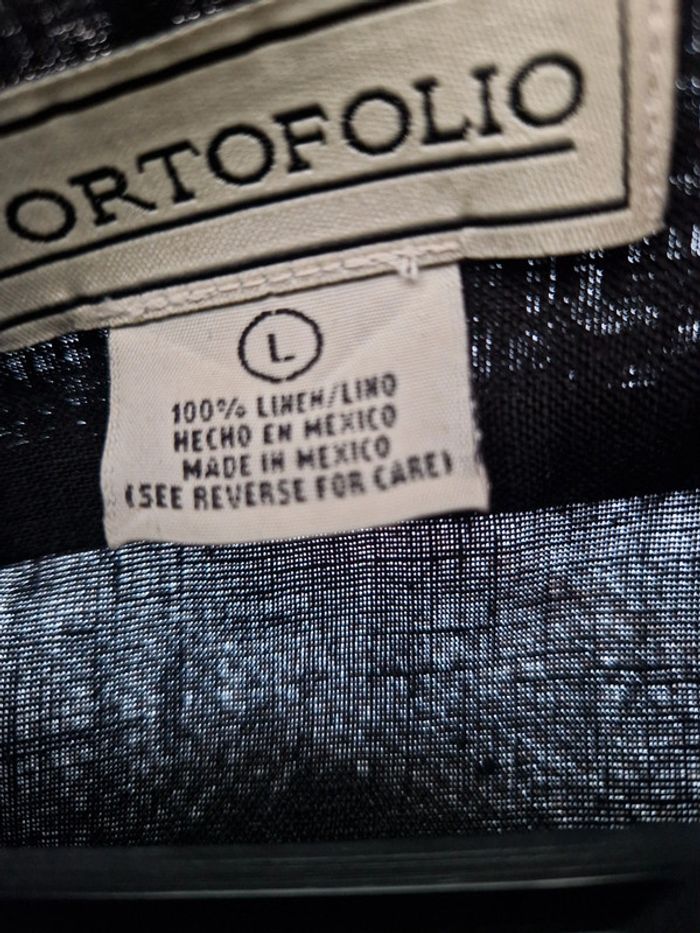 ORTOFOLIO
L
100% LINEN/LINO
HECHO EN MEXICO
MADE IN MEXICO
(SEE REVERSE FOR CARE)